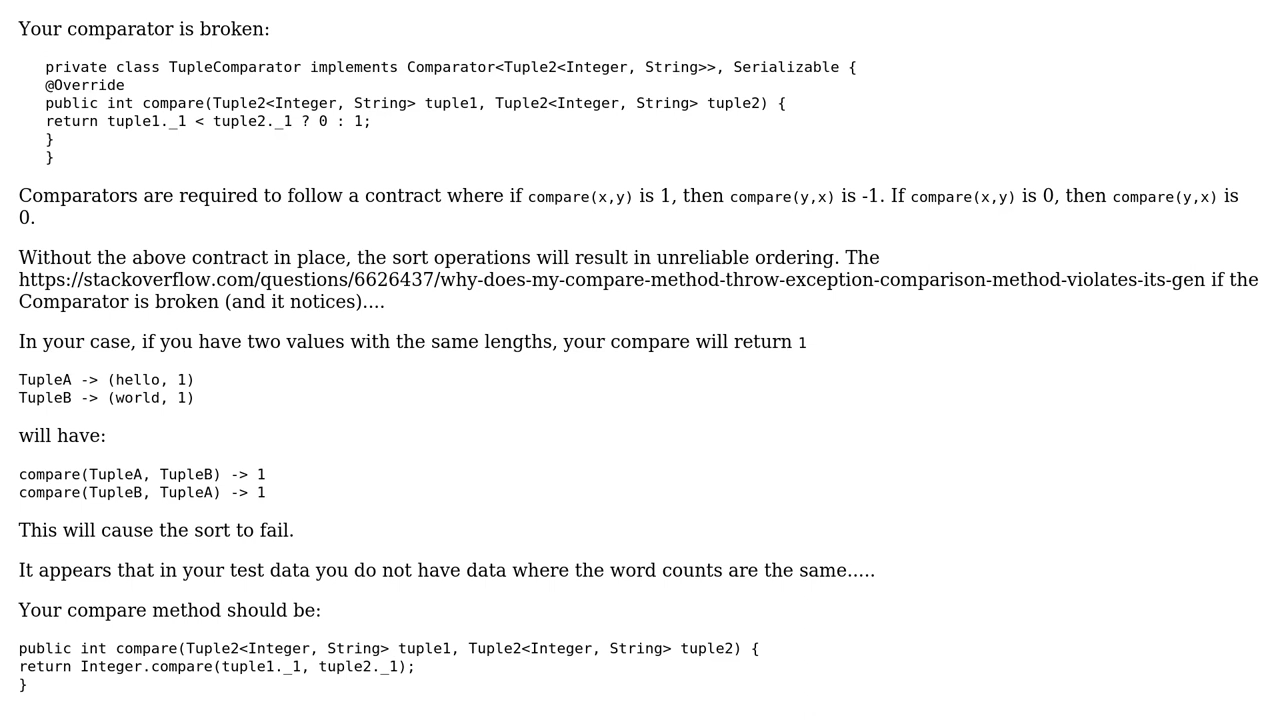 Your comparator is broken:
private class TupleComparator implements Comparator<Tuple2<Integer, String>>, Serializable {
@Override
public int compare(Tuple2<Integer, String> tuple1, Tuple2<Integer, String> tuple2) {
return tuple1._1 < tuple2._1 ? 0 : 1;
}
}
Comparators are required to follow a contract where if compare(x,y) is 1, then compare(y,x) is -1. If compare(x,y) is 0, then compare(y,x) is
0.
Without the above contract in place, the sort operations will result in unreliable ordering. The
https://stackoverflow.com/questions/6626437/why-does-my-compare-method-throw-exception-comparison-method-violates-its-gen if the
Comparator is broken (and it notices)....
In your case, if you have two values with the same lengths, your compare will return 1
TupleA -> (hello, 1)
TupleB -> (world, 1)
will have:
compare(TupleA, TupleB) -> 1
compare(TupleB, TupleA) -> 1
This will cause the sort to fail.
It appears that in your test data you do not have data where the word counts are the same.....
Your compare method should be:
public int compare(Tuple2<Integer, String> tuple1, Tuple2<Integer, String> tuple2) {
return Integer.compare(tuple1._1, tuple2._1);
}